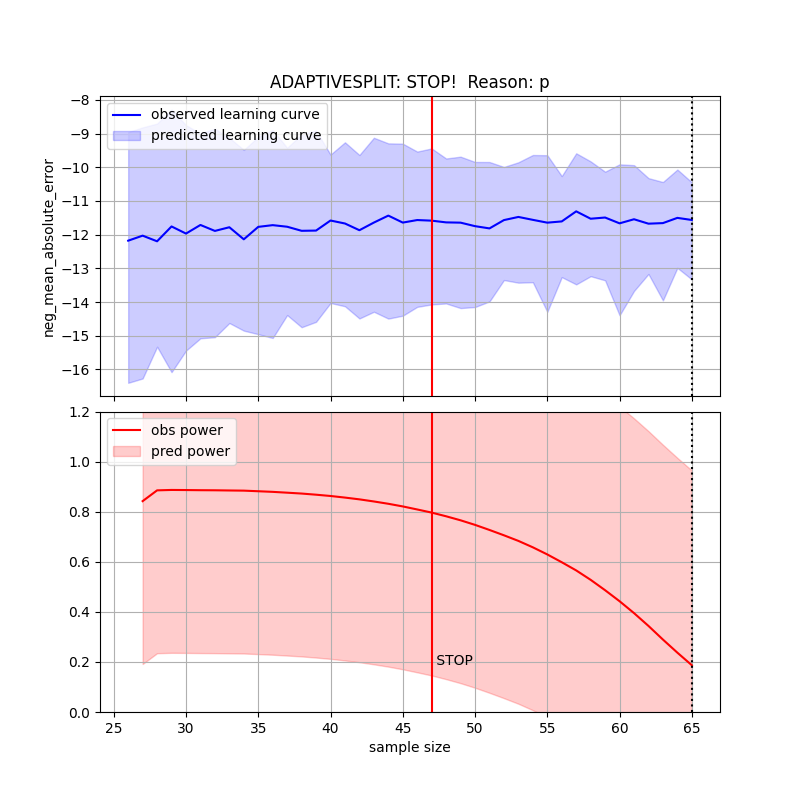 ADAPTIVESPLIT: STOP!  Reason: p
observed learning curve
predicted learning curve
neg_mean_absolute_error
−8
−9
−10
−11
−12
−13
−14
−15
−16
obs power
pred power
1.2
1.0
0.8
0.6
0.4
0.2
0.0
STOP
25 30 35 40 45 50 55 60 65
sample size